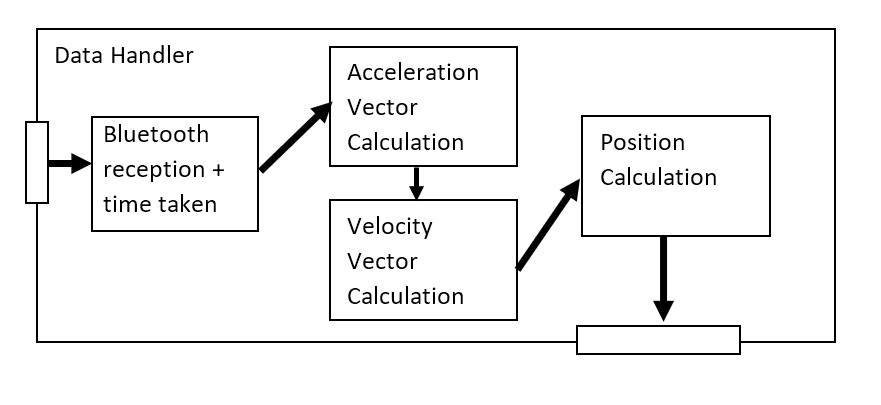 Data Handler
Bluetooth
reception +
time taken
Acceleration
Vector
Calculation
Velocity
Vector
Calculation
Position
Calculation